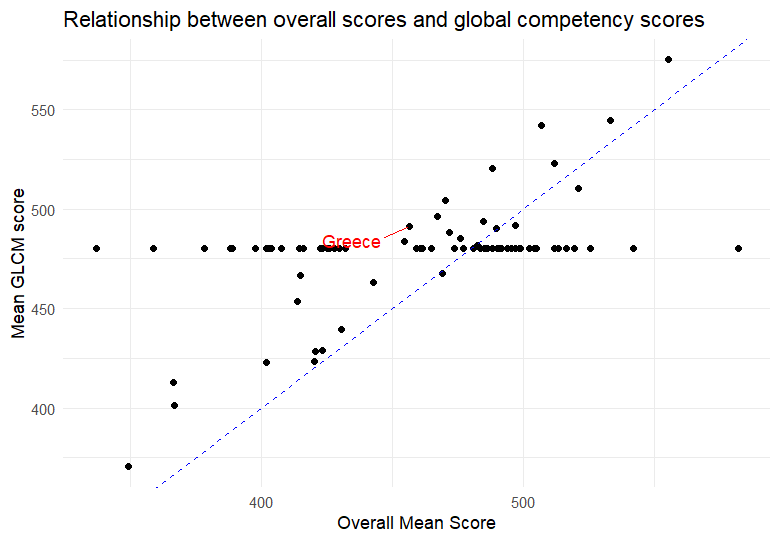 Relationship between overall scores and global competency scores
Mean GLCM score
550
500
450
400
Greece
400
500
Overall Mean Score